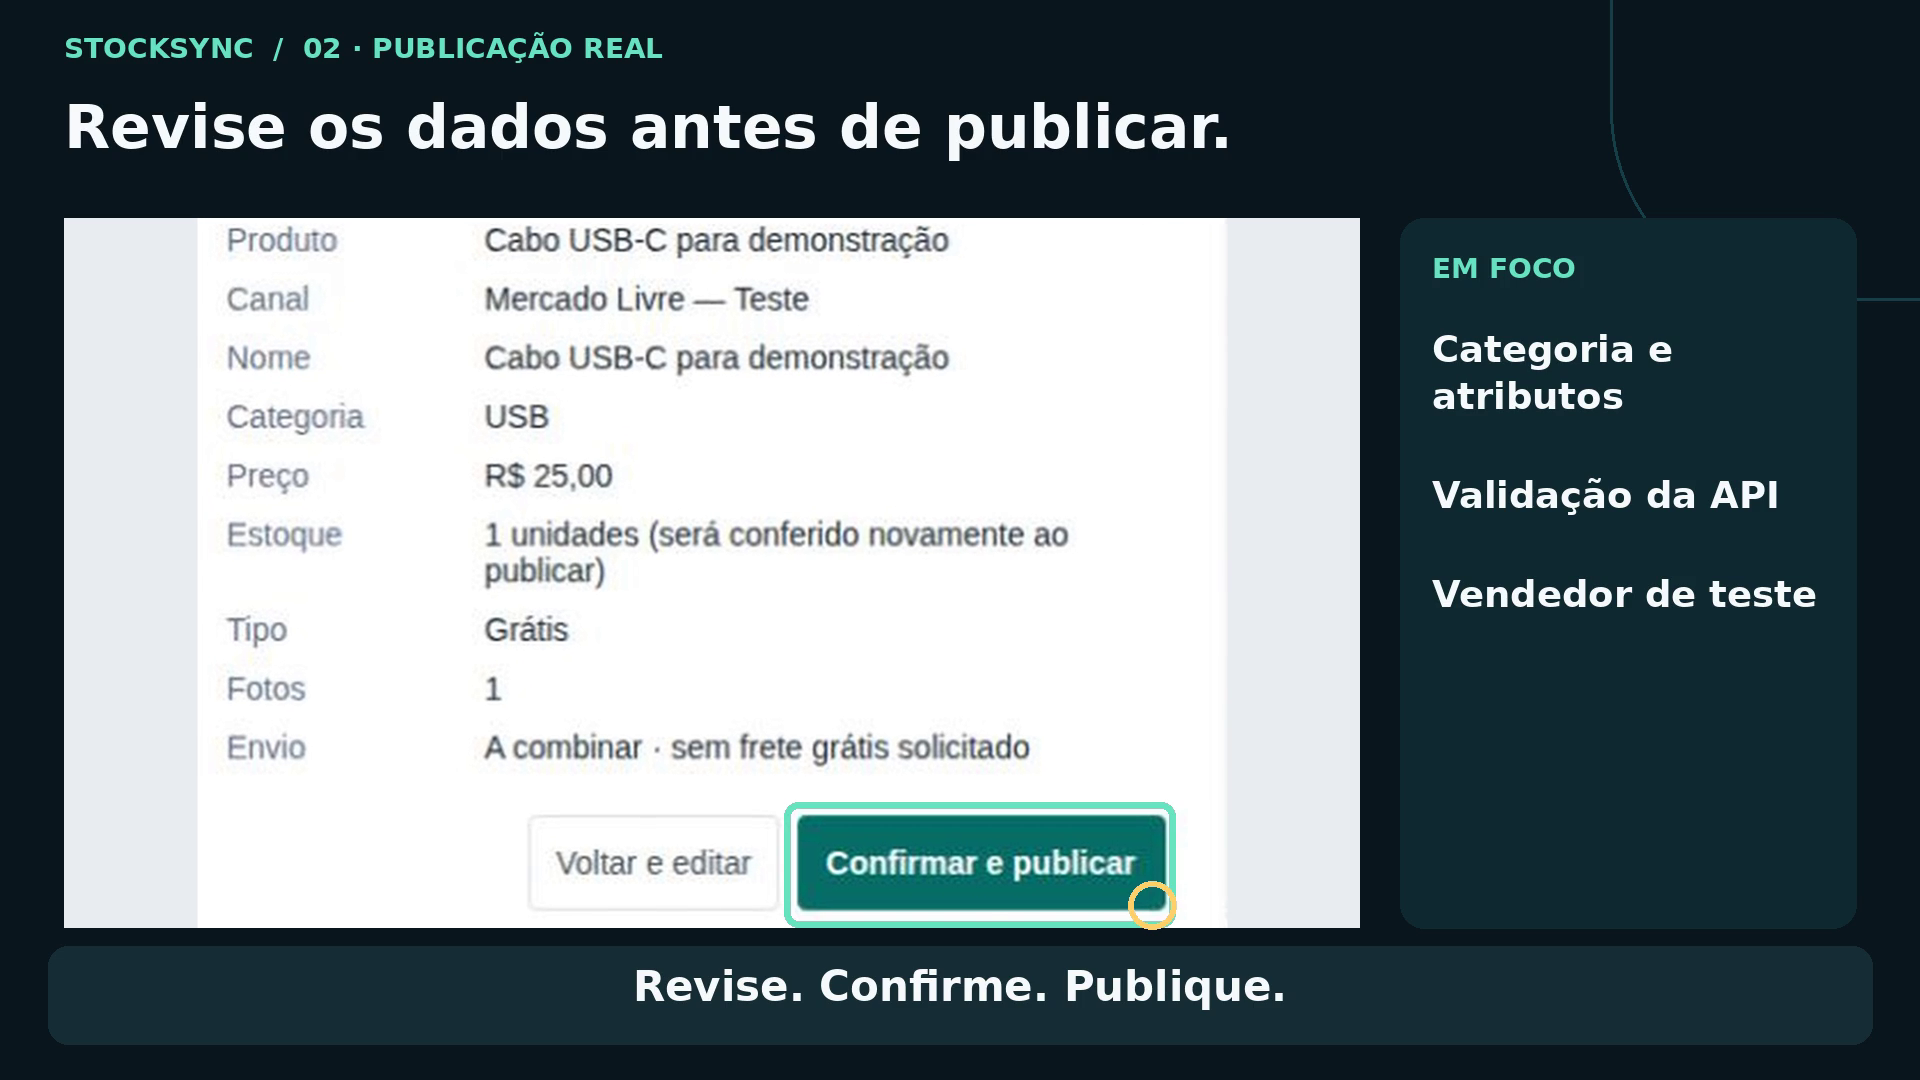 STOCKSYNC / 02 · PUBLICAÇÃO REAL
Revise os dados antes de publicar.
Produto Cabo USB-C para demonstração
Canal Mercado Livre — Teste
Nome Cabo USB-C para demonstração
Categoria USB
Preço R$ 25,00
Estoque 1 unidades (será conferido novamente ao
publicar)
Tipo Grátis
Fotos 1
Envio A combinar · sem frete grátis solicitado
Voltar e editar Confirmar e publicar
EM FOCO
Categoria e
atributos
Validação da API
Vendedor de teste
Revise. Confirme. Publique.